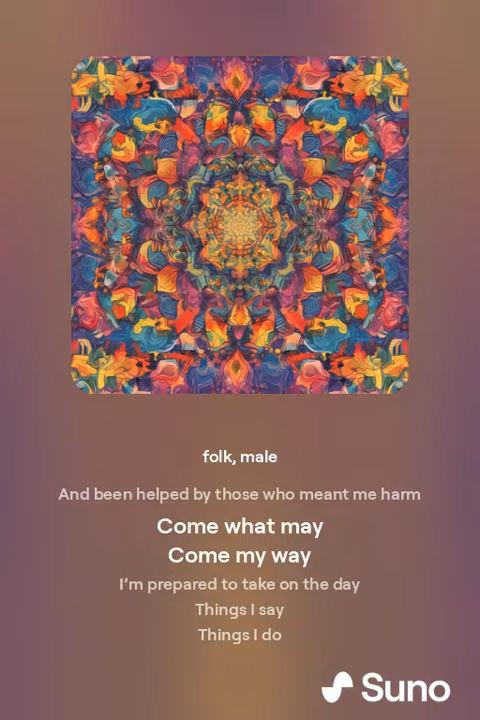 folk, male
And been helped by those who meant me harm
Come what may
Come my way
I’m prepared to take on the day
Things I say
Things I do
Suno